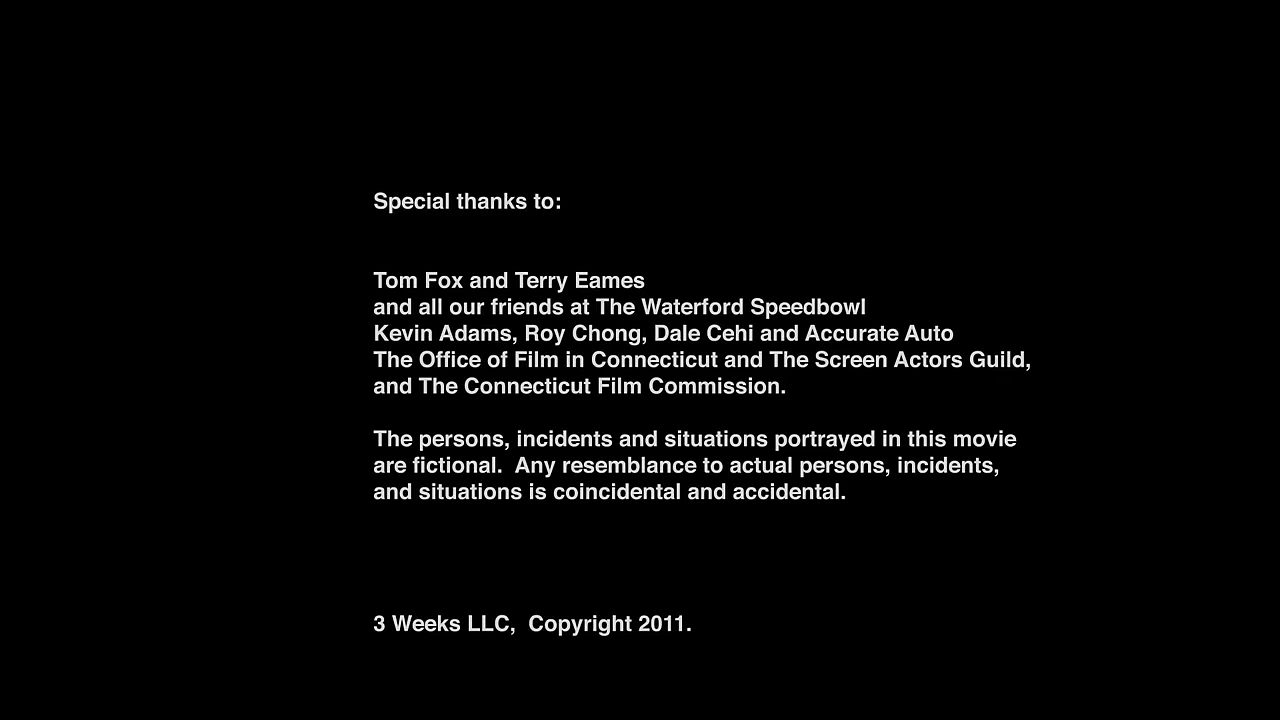 Special thanks to:
Tom Fox and Terry Eames
and all our friends at The Waterford Speedbowl
Kevin Adams, Roy Chong, Dale Cehi and Accurate Auto
The Office of Film in Connecticut and The Screen Actors Guild,
and The Connecticut Film Commission.
The persons, incidents and situations portrayed in this movie
are fictional.  Any resemblance to actual persons, incidents,
and situations is coincidental and accidental.
3 Weeks LLC,  Copyright 2011.